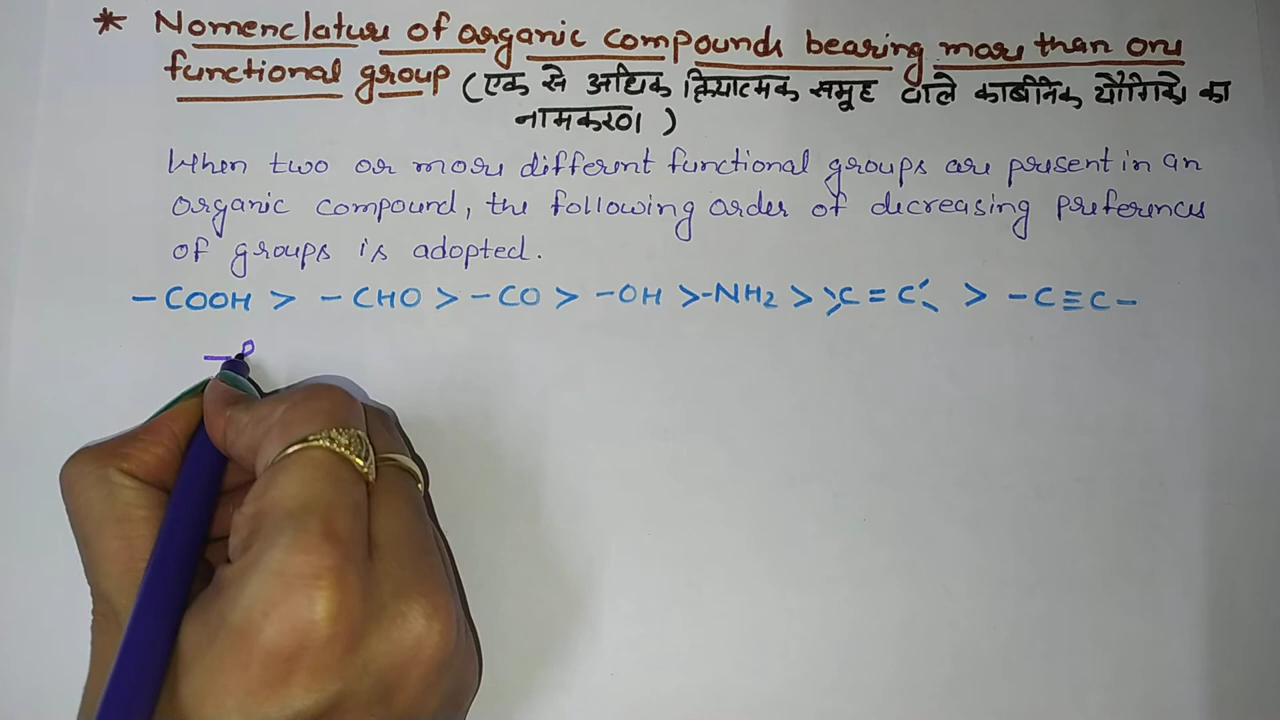 * Nomenclature of organic compounds bearing more than one
functional group (एक से अधिक क्रियात्मक समूह वाले कार्बनिक यौगिकों का
नामकरण )
When two or more different functional groups are present in an
organic compound, the following order of decreasing preference
of groups is adopted.
-COOH > -CHO > -CO > -OH > -NH₂ > >C=C< > -C≡C-